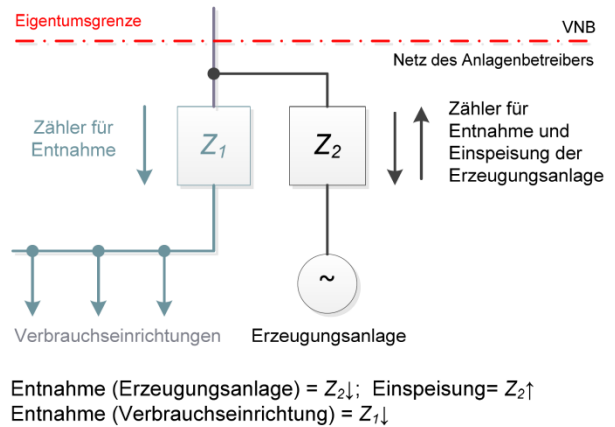 Eigentumsgrenze
VNB
Netz des Anlagenbetreibers
Zähler für
Entnahme
Z1
Z2
Zähler für
Entnahme und
Einspeisung der
Erzeugungsanlage
~
Verbrauchseinrichtungen
Erzeugungsanlage
Entnahme (Erzeugungsanlage) = Z2↓; Einspeisung= Z2↑
Entnahme (Verbrauchseinrichtung) = Z1↓